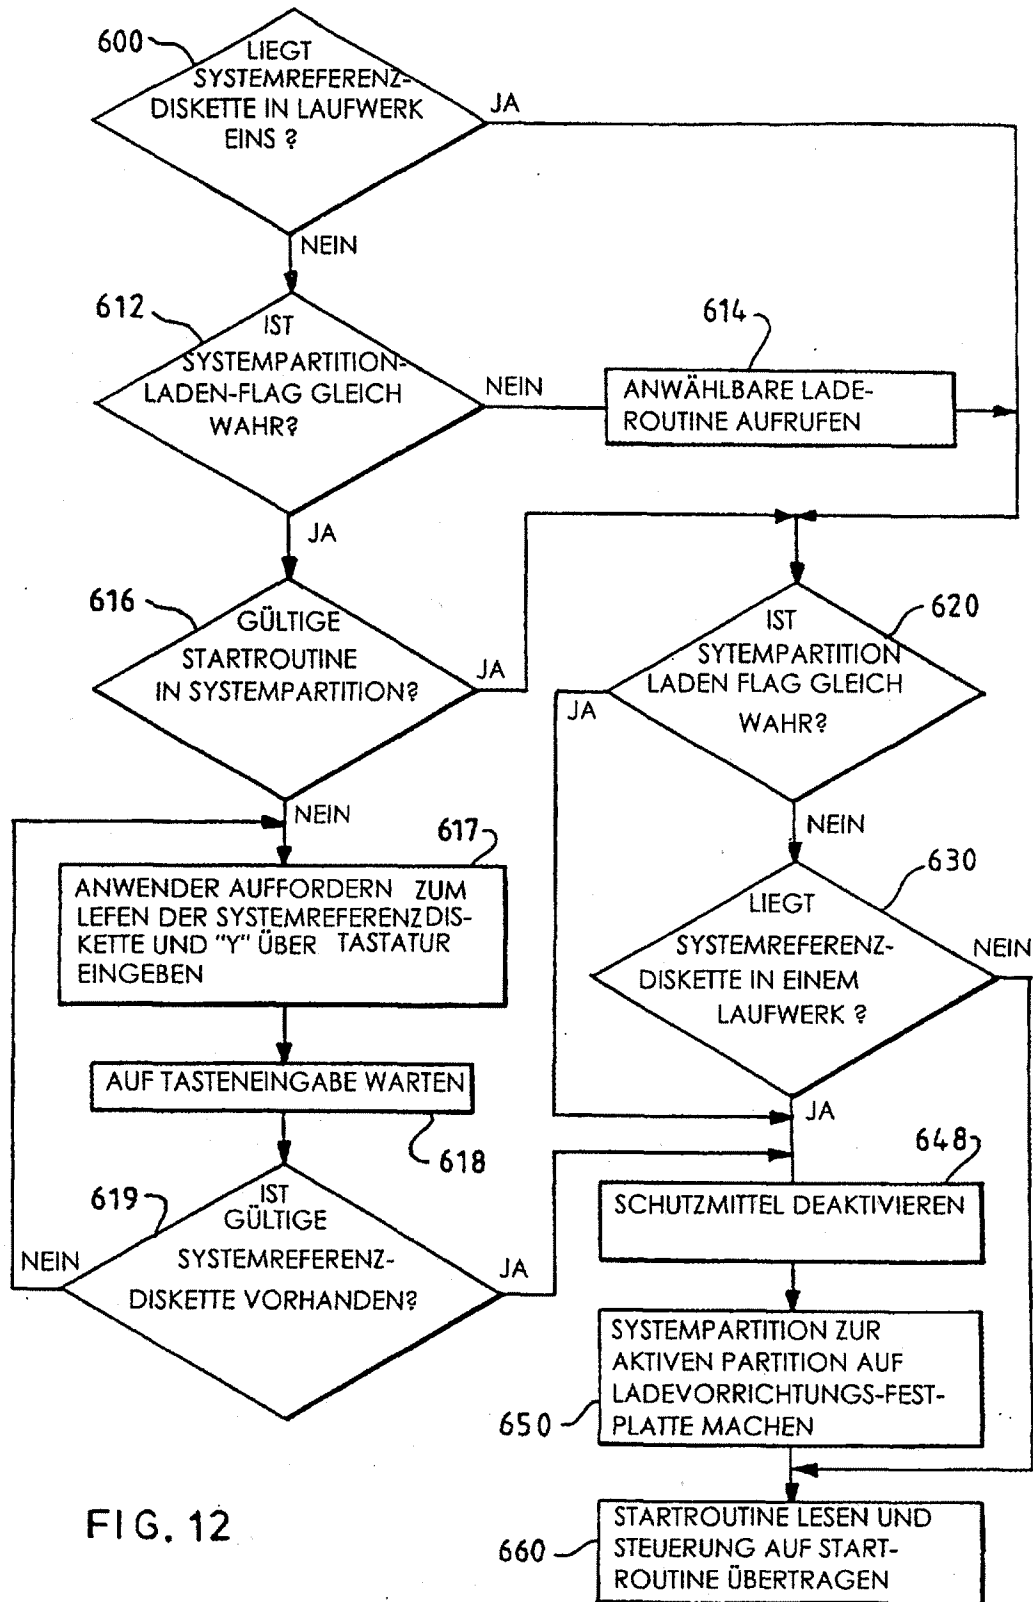 600
LIEGT
SYSTEMREFERENZ-
DISKETTE IN LAUFWERK
EINS ?
JA
NEIN
612
IST
SYSTEMPARTITION-
LADEN-FLAG GLEICH
WAHR?
NEIN
614
ANWÄHLBARE LADE-
ROUTINE AUFRUFEN
JA
616
GÜLTIGE
STARTROUTINE
IN SYSTEMPARTITION?
JA
NEIN
620
IST
SYTEMPARTITION
LADEN FLAG GLEICH
WAHR?
JA
NEIN
617
ANWENDER AUFFORDERN ZUM
LEFEN DER SYSTEMREFERENZDIS-
KETTE UND "Y" ÜBER TASTATUR
EINGEBEN
630
LIEGT
SYSTEMREFERENZ-
DISKETTE IN EINEM
LAUFWERK ?
NEIN
JA
AUF TASTENEINGABE WARTEN
618
619
IST
GÜLTIGE
SYSTEMREFERENZ-
DISKETTE VORHANDEN?
NEIN
JA
648
SCHUTZMITTEL DEAKTIVIEREN
SYSTEMPARTITION ZUR
AKTIVEN PARTITION AUF
LADEVORRICHTUNGS-FEST-
PLATTE MACHEN
650
STARTROUTINE LESEN UND
STEUERUNG AUF START-
ROUTINE ÜBERTRAGEN
660
FIG. 12